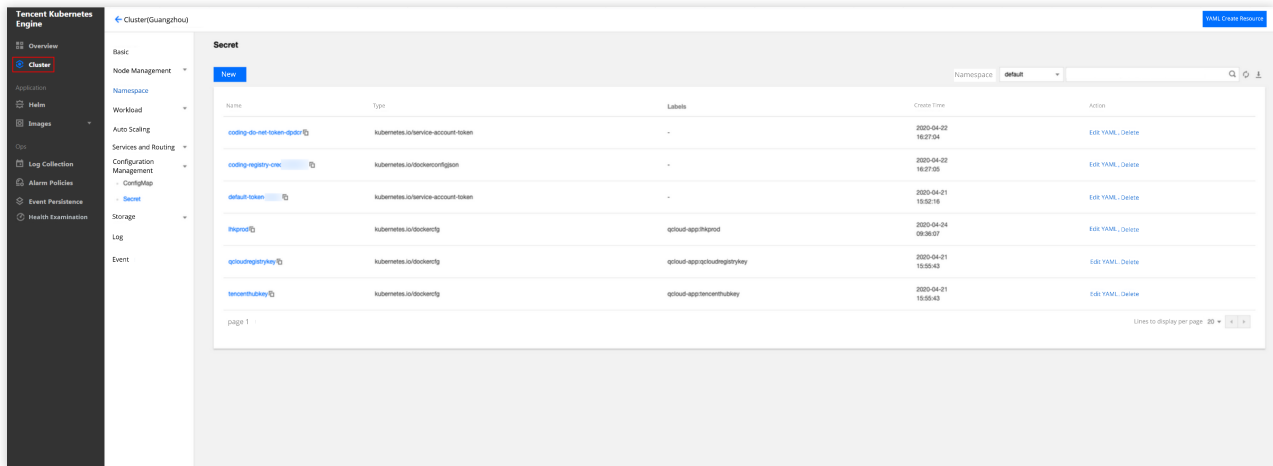 Tencent Kubernetes
Engine
Overview
Cluster
Application
Helm
Images
Ops
Log Collection
Alarm Policies
Event Persistence
Health Examination
Cluster(Guangzhou)
YAML Create Resource
Basic
Node Management
Namespace
Workload
Auto Scaling
Services and Routing
Configuration
Management
ConfigMap
Secret
Storage
Log
Event
Secret
New
Namespace default
Name Type Labels Create Time Action
coding-do-net-token-dpdcr kubernetes.io/service-account-token - 2020-04-22
16:27:04 Edit YAML, Delete
coding-registry-cred kubernetes.io/dockerconfigjson - 2020-04-22
16:27:05 Edit YAML, Delete
default-token kubernetes.io/service-account-token - 2020-04-21
15:52:16 Edit YAML, Delete
lhkprod kubernetes.io/dockercfg qcloud-app:lhkprod 2020-04-24
09:36:07 Edit YAML, Delete
qcloudregistrykey kubernetes.io/dockercfg qcloud-app:qcloudregistrykey 2020-04-21
15:55:43 Edit YAML, Delete
tencenthubkey kubernetes.io/dockercfg qcloud-app:tencenthubkey 2020-04-21
15:55:43 Edit YAML, Delete
page 1 Lines to display per page 20